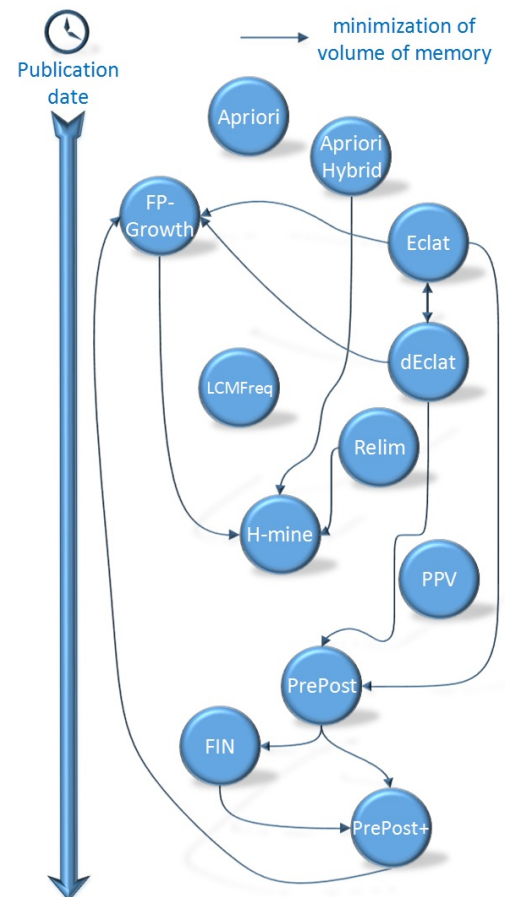 minimization of
volume of memory
Publication
date
Apriori
Apriori
Hybrid
FP-
Growth
Eclat
dEclat
LCMFreq
Relim
H-mine
PPV
PrePost
FIN
PrePost+